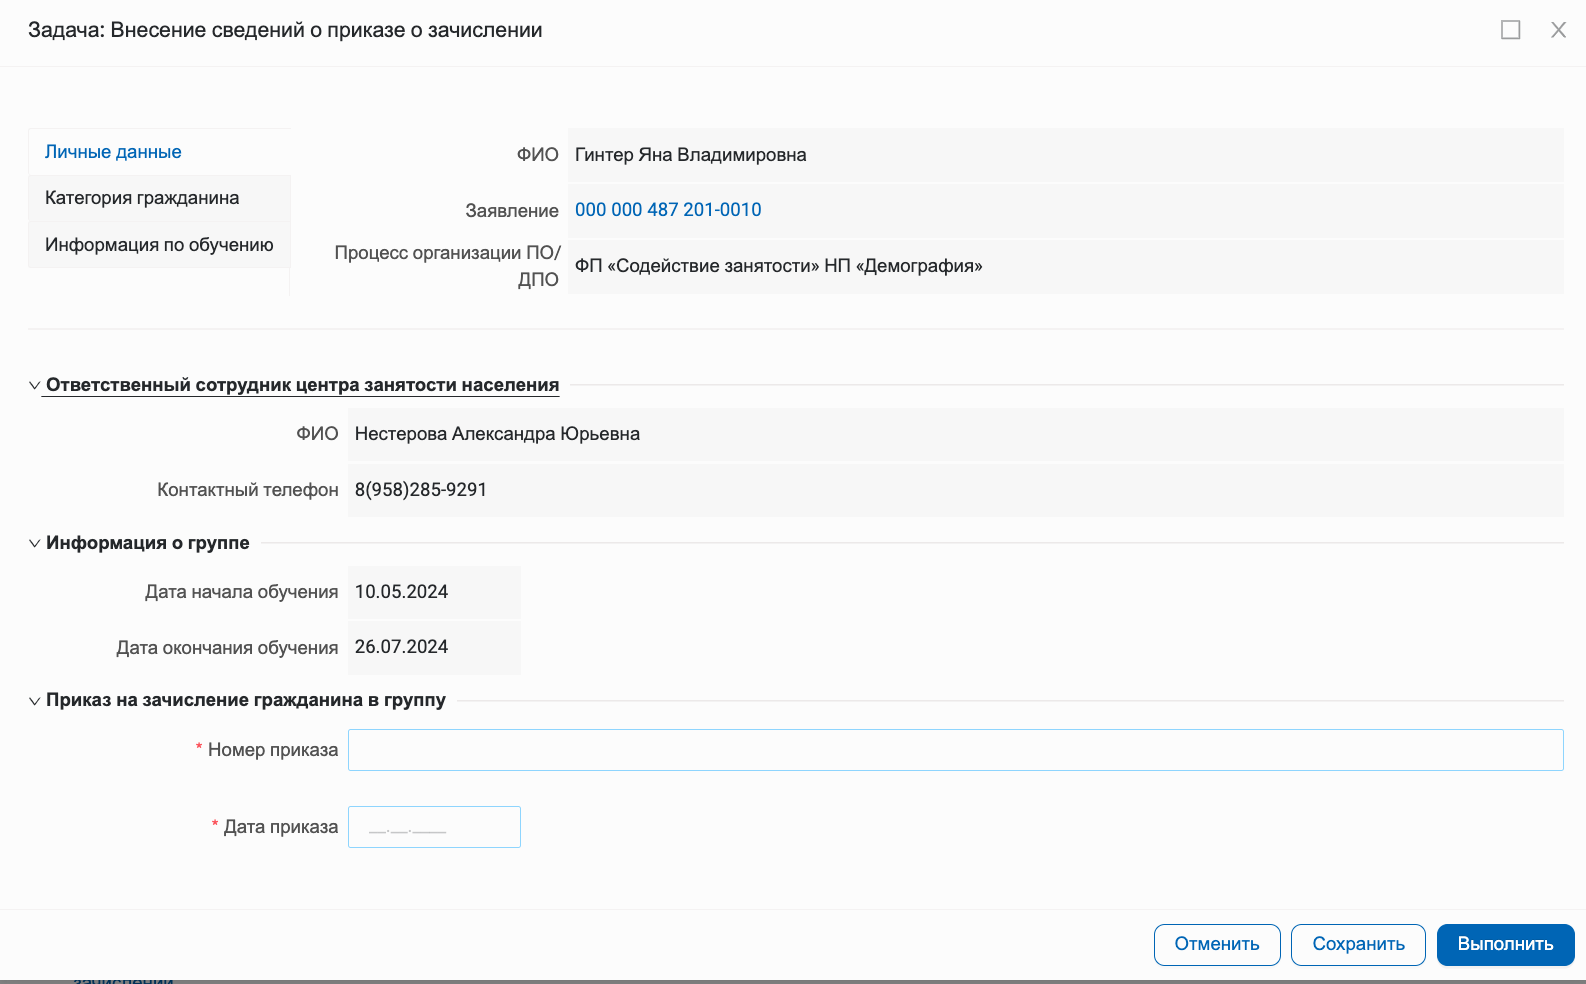 Задача: Внесение сведений о приказе о зачислении
Личные данные
Категория гражданина
Информация по обучению
ФИО Гинтер Яна Владимировна
Заявление 000 000 487 201-0010
Процесс организации ПО/
ДПО ФП «Содействие занятости» НП «Демография»
Ответственный сотрудник центра занятости населения
ФИО Нестерова Александра Юрьевна
Контактный телефон 8(958)285-9291
Информация о группе
Дата начала обучения 10.05.2024
Дата окончания обучения 26.07.2024
Приказ на зачисление гражданина в группу
* Номер приказа
* Дата приказа __.__.____
Отменить Сохранить Выполнить
зачислении